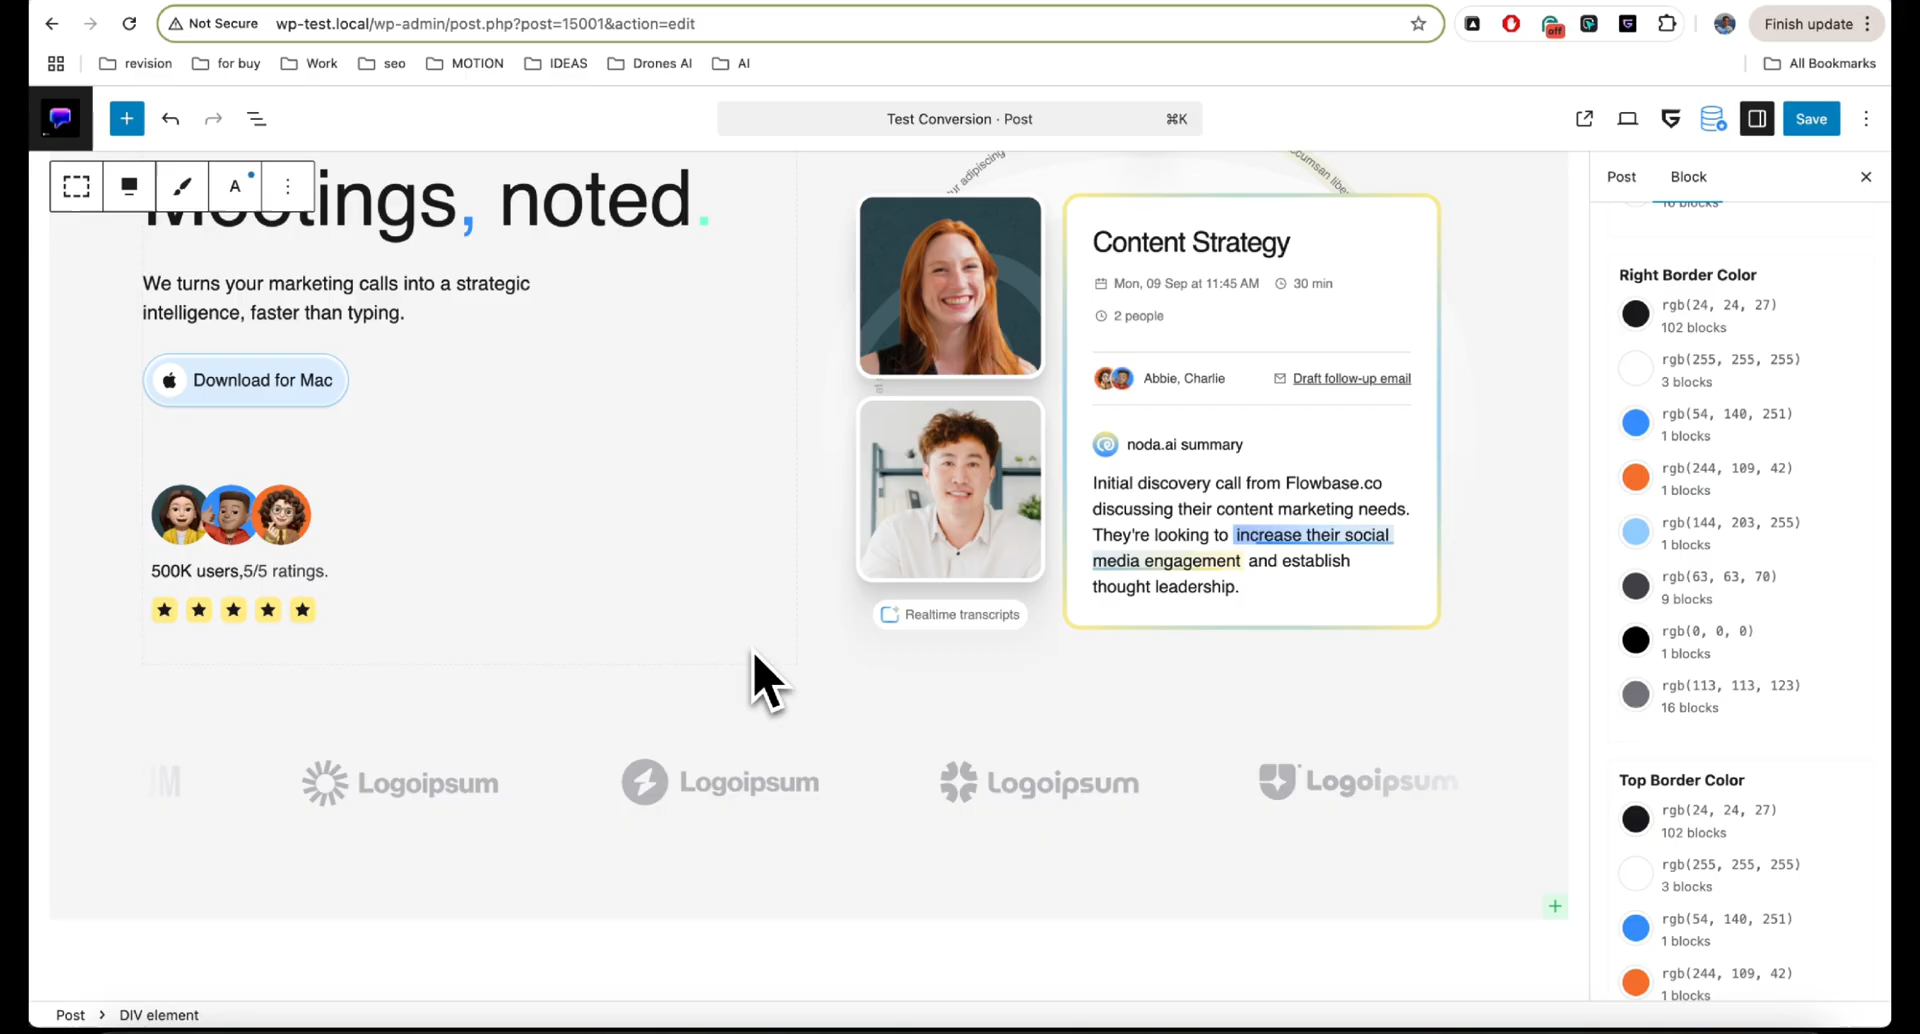 Not Secure
wp-test.local/wp-admin/post.php?post=15001&action=edit
off
Finish update
revision
for buy
Work
seo
MOTION
IDEAS
Drones AI
AI
All Bookmarks
Test Conversion · Post
⌘K
Save
A
Meetings, noted.
We turns your marketing calls into a strategic
intelligence, faster than typing.
Download for Mac
500K users,5/5 ratings.
ur adipiscing
cumsan libe
Content Strategy
Mon, 09 Sep at 11:45 AM
30 min
2 people
Abbie, Charlie
Draft follow-up email
noda.ai summary
Initial discovery call from Flowbase.co
discussing their content marketing needs.
They're looking to increase their social
media engagement and establish
thought leadership.
Realtime transcripts
Logoipsum
Logoipsum
Logoipsum
Logoipsum
Post
Block
16 blocks
Right Border Color
rgb(24, 24, 27)
102 blocks
rgb(255, 255, 255)
3 blocks
rgb(54, 140, 251)
1 blocks
rgb(244, 109, 42)
1 blocks
rgb(144, 203, 255)
1 blocks
rgb(63, 63, 70)
9 blocks
rgb(0, 0, 0)
1 blocks
rgb(113, 113, 123)
16 blocks
Top Border Color
rgb(24, 24, 27)
102 blocks
rgb(255, 255, 255)
3 blocks
rgb(54, 140, 251)
1 blocks
rgb(244, 109, 42)
1 blocks
Post
DIV element